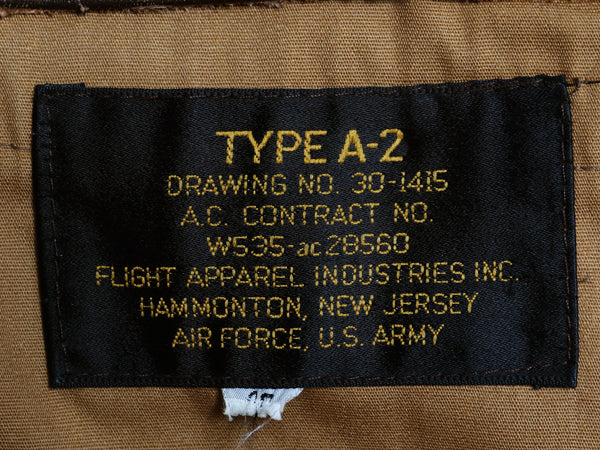 TYPE A-2
DRAWING NO. 30-1415
A.C. CONTRACT NO.
W535-ac28560
FLIGHT APPAREL INDUSTRIES INC.
HAMMONTON, NEW JERSEY
AIR FORCE, U.S. ARMY